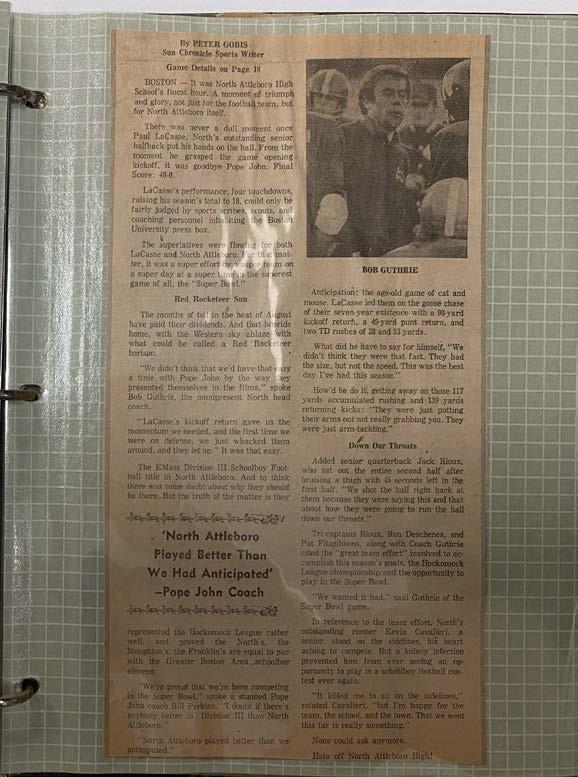 By PETER GOBIS
Sun Chronicle Sports Writer
Game Details on Page 18
BOSTON — It was North Attleboro High
School's finest hour. A moment of triumph
and glory, not just for the football team, but
for North Attleboro itself.
There was never a dull moment once
Paul LaCasse, North's outstanding senior
halfback put his hands on the ball. From the
moment he grasped the game opening
kickoff, it was goodbye Pope John. Final
Score: 48-0.
LaCasse's performance, four touchdowns,
raising his season's total to 18, could only be
fairly judged by sports scribes, scouts, and
coaching personnel inhabiting the Boston
University press box.
The superlatives were flowing for both
LaCasse and North Attleboro. For that mat-
ter, it was a super effort by a super team on
a super day at a super time in the superest
game of all, the "Super Bowl."
Red Rocketeer Sun
The months of toil in the heat of August
have paid their dividends. And that busride
home, with the Western sky ablaze with
what could be called a Red Rocketeer
horizon.
"We didn't think that we'd have that easy
a time with Pope John by the way they
presented themselves in the films," spoke
Bob Guthrie, the omnipresent North head
coach.
"LaCasse's kickoff return gave us the
momentum we needed, and the first time we
were on defense, we just whacked them
around, and they let up." It was that easy.
The EMass Division III Schoolboy Foot-
ball title in North Attleboro. And to think
there was some doubt about why they should
be there. But the truth of the matter is they
'North Attleboro
Played Better Than
We Had Anticipated'
–Pope John Coach
represented the Hockomock League rather
well, and proved the North's, the
Stoughton's, the Franklin's are equal to par
with the Greater Boston Area schoolboy
elevens.
"We're proud that we're here competing
in the Super Bowl," spoke a stunned Pope
John coach Bill Perkins. "I doubt if there's
anybody better in Division III than North
Attleboro."
"North Attleboro played better than we
anticipated."
BOB GUTHRIE
Anticipation: the age-old game of cat and
mouse. LaCasse led them on the goose chase
of their seven-year existence with a 90-yard
kickoff return, a 49-yard punt return, and
two TD rushes of 28 and 53 yards.
What did he have to say for himself, "We
didn't think they were that fast. They had
the size, but not the speed. This was the best
day I've had this season."
How'd he do it, getting away on those 117
yards accumulated rushing and 139 yards
returning kicks: "They were just putting
their arms out not really grabbing you. They
were just arm-tackling."
Down Our Throats
Added senior quarterback Jack Rioux,
who sat out the entire second half after
bruising a thigh with 45 seconds left in the
first half. "We shot the ball right back at
them because they were saying this and that
about how they were going to run the ball
down our throats."
Tri captains Rioux, Ron Deschenes, and
Pat Fitzgibbons, along with Coach Guthrie
cited the "great team effort" involved to ac-
complish this season's goals, the Hockomock
League championship and the opportunity to
play in the Super Bowl.
"We wanted it bad," said Guthrie of the
Super Bowl game.
In reference to the team effort, North's
outstanding runner Kevin Cavalieri, a
senior, stood on the sidelines, his heart
aching to compete. But a kidney infection
prevented him from ever seeing an op-
portunity to play in a schoolboy football con-
test ever again.
"It killed me to sit on the sidelines,"
related Cavalieri, "but I'm happy for the
team, the school, and the town. That we went
this far is really something."
None could ask anymore.
Hats off North Attleboro High!